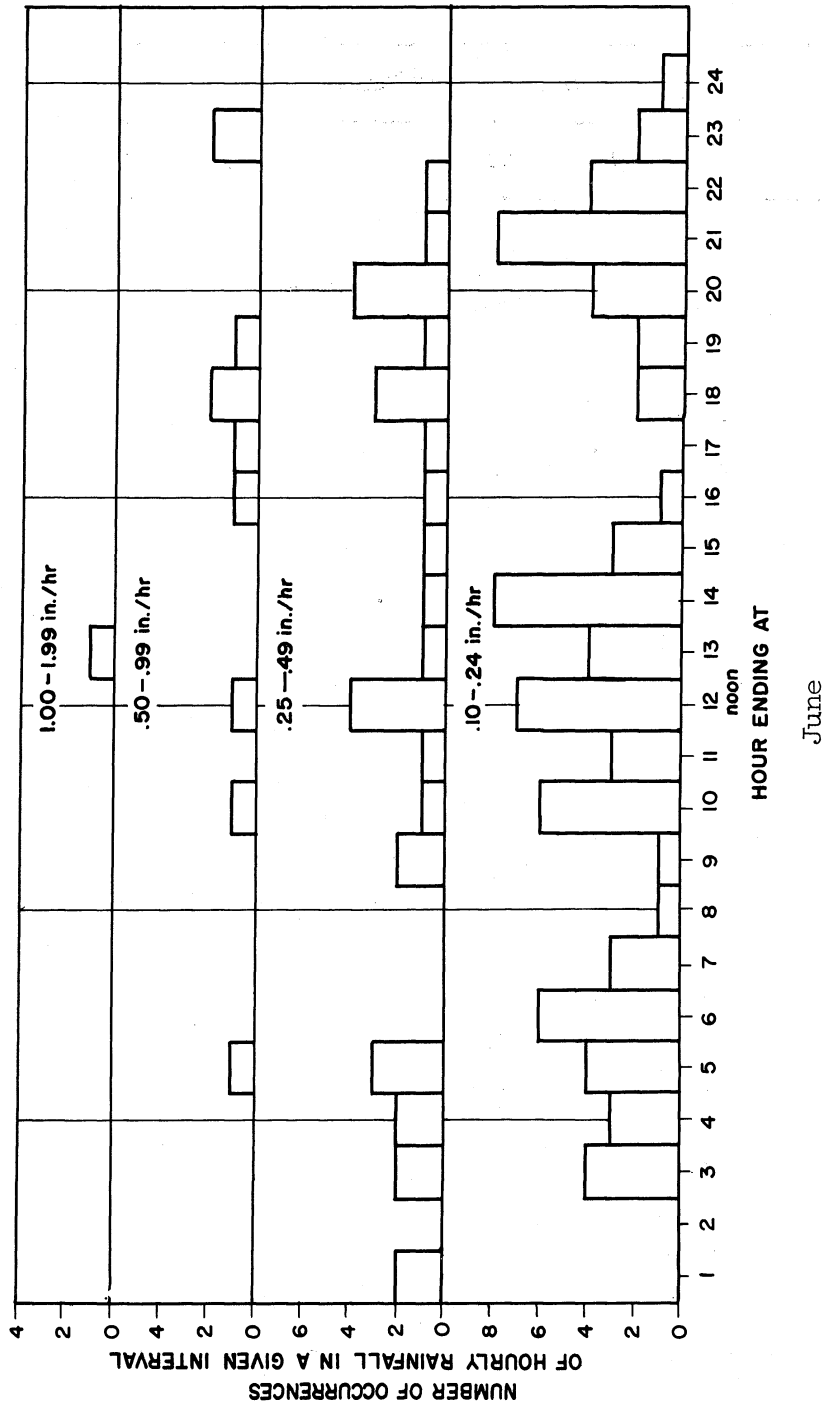 NUMBER OF OCCURRENCES
OF HOURLY RAINFALL IN A GIVEN INTERVAL
4
2
0
2
0
4
2
0
8
6
4
2
0
1.00-1.99 in./hr
.50-.99 in./hr
.25-.49 in./hr
.10-.24 in./hr
1 2 3 4 5 6 7 8 9 10 11 12 13 14 15 16 17 18 19 20 21 22 23 24
noon
HOUR ENDING AT
June